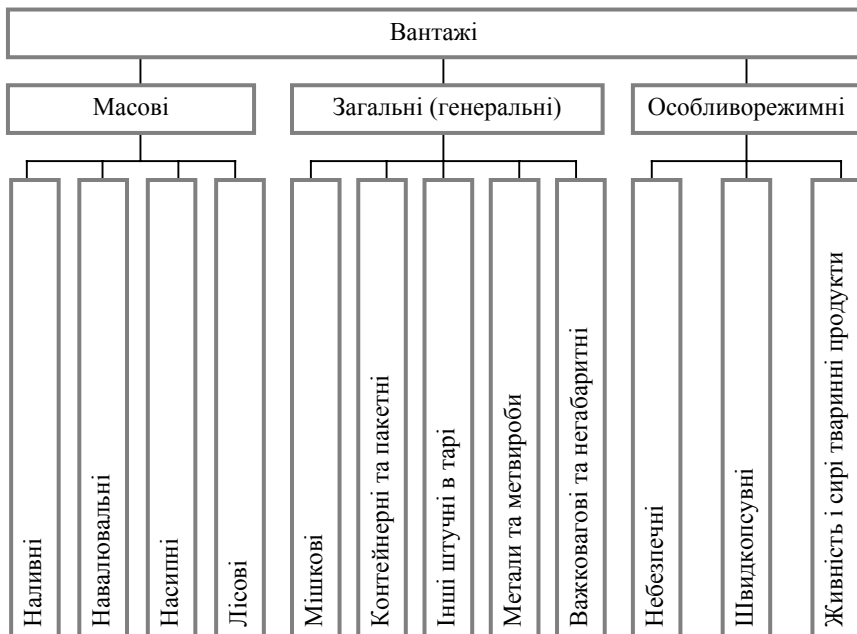 Вантажі
Масові
Загальні (генеральні)
Особливорежимні
Наливні
Навалювальні
Насипні
Лісові
Мішкові
Контейнерні та пакетні
Інші штучні в тарі
Метали та метвироби
Важковагові та негабаритні
Небезпечні
Швидкопсувні
Живність і сирі тваринні продукти